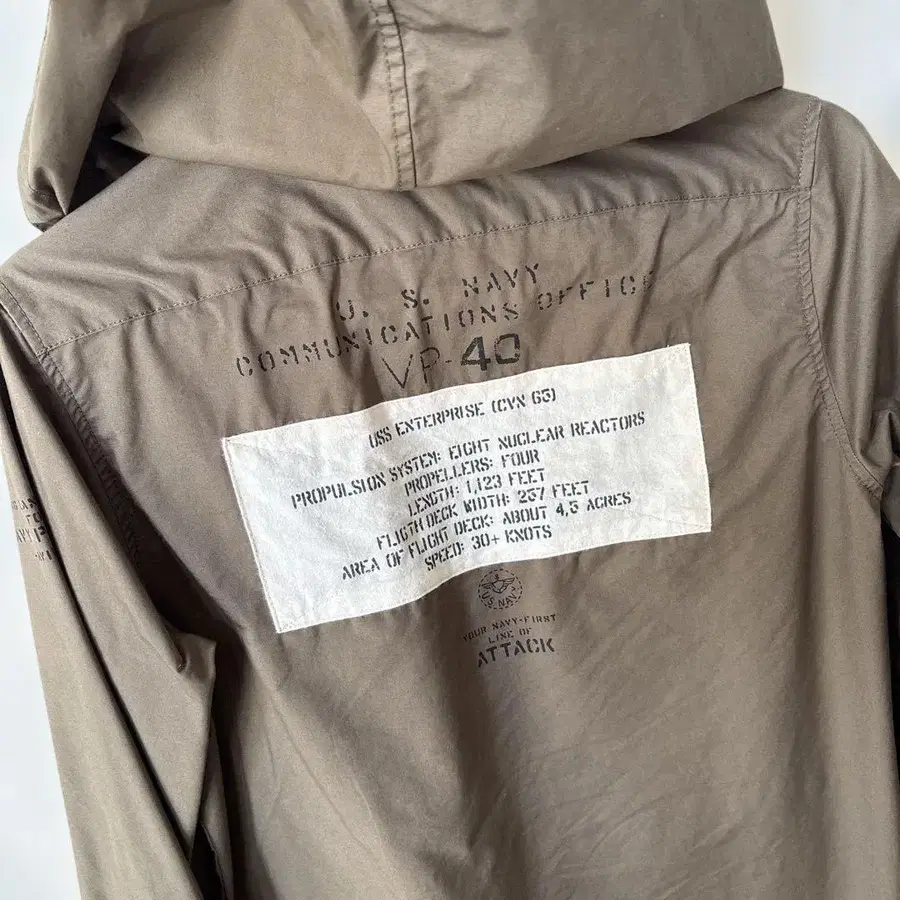 U. S. NAVY
COMMUNICATIONS OFFICE
VP-40
USS ENTERPRISE (CVN 65)
PROPULSION SYSTEM: EIGHT NUCLEAR REACTORS
PROPELLERS: FOUR
LENGTH: 1,123 FEET
FLIGTH DECK WIDTH: 257 FEET
AREA OF FLIGHT DECK: ABOUT 4,5 ACRES
SPEED: 30+ KNOTS
U.S. NAVY
YOUR NAVY-FIRST
LINE OF
ATTACK